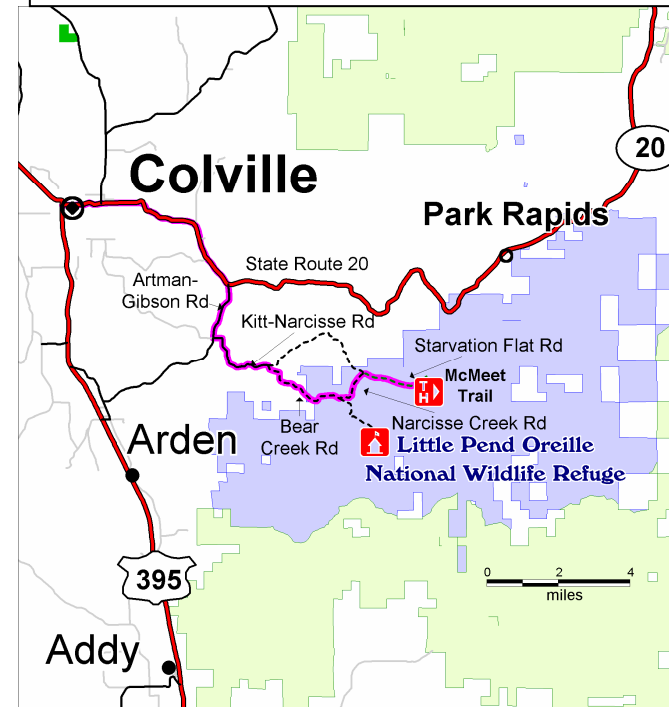 20
Colville
Park Rapids
State Route 20
Artman-
Gibson Rd
Kitt-Narcisse Rd
Starvation Flat Rd
T
H
McMeet
Trail
Bear
Creek Rd
Narcisse Creek Rd
Arden
Little Pend Oreille
National Wildlife Refuge
395
0 2 4
miles
Addy